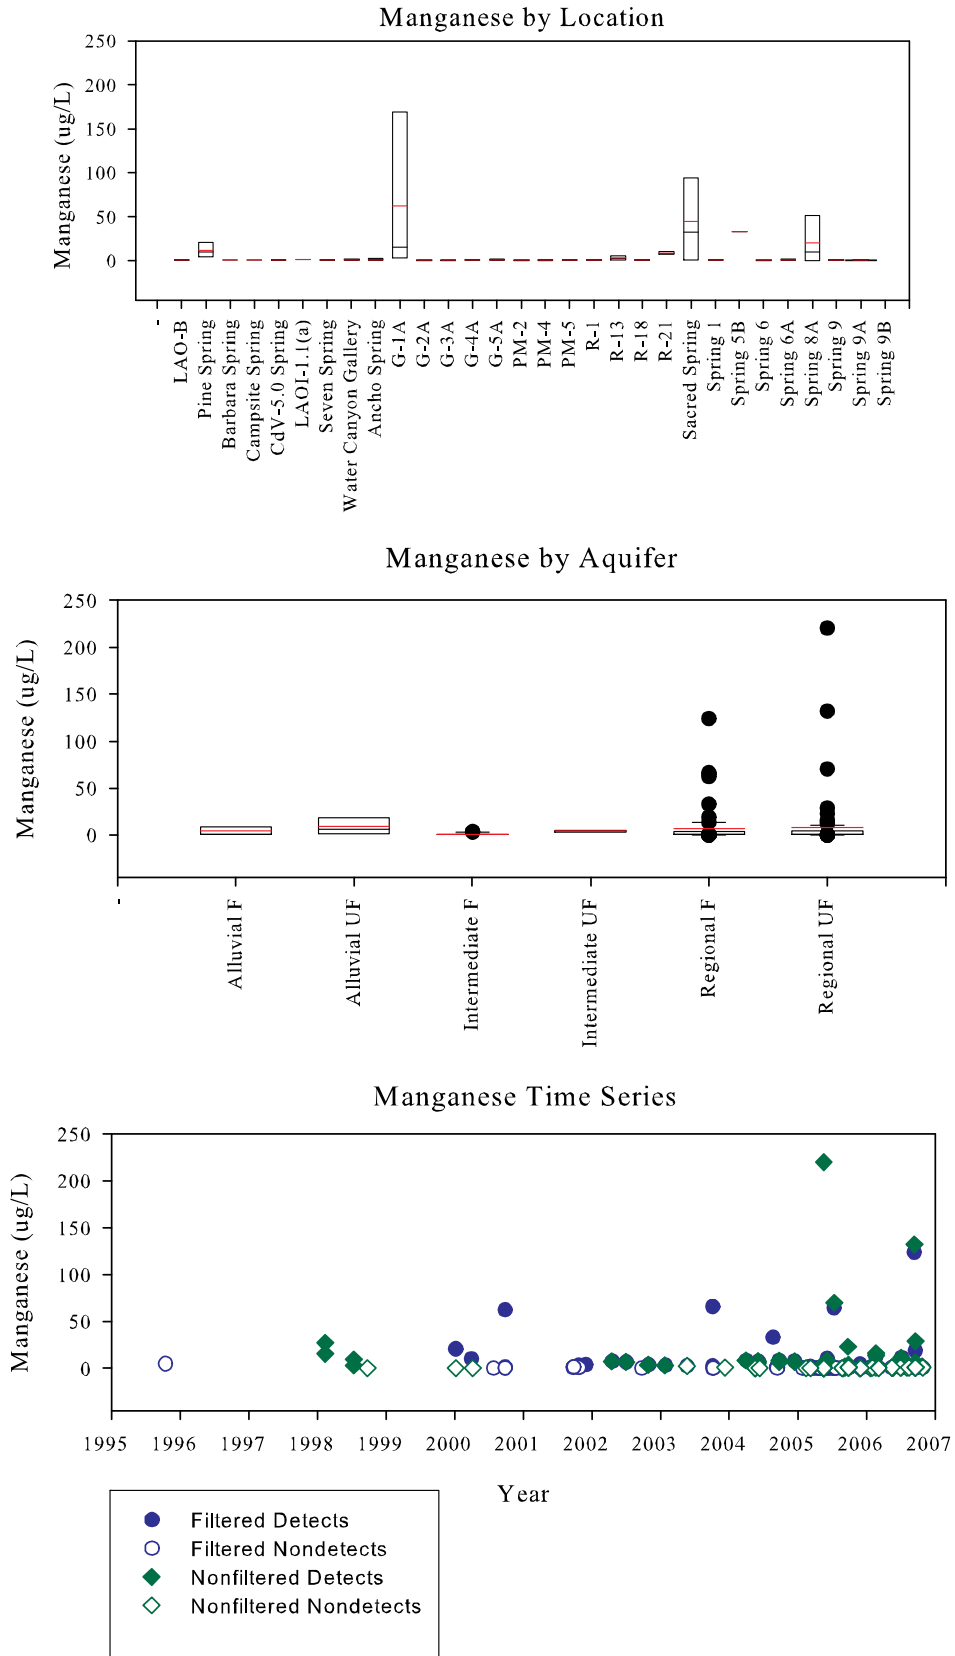 Manganese by Location
Manganese (ug/L)
250
200
150
100
50
0
-
LAO-B
Pine Spring
Barbara Spring
Campsite Spring
CdV-5.0 Spring
LAOI-1.1(a)
Seven Spring
Water Canyon Gallery
Ancho Spring
G-1A
G-2A
G-3A
G-4A
G-5A
PM-2
PM-4
PM-5
R-1
R-13
R-18
R-21
Sacred Spring
Spring 1
Spring 5B
Spring 6
Spring 6A
Spring 8A
Spring 9
Spring 9A
Spring 9B
Manganese by Aquifer
Manganese (ug/L)
250
200
150
100
50
0
-
Alluvial F
Alluvial UF
Intermediate F
Intermediate UF
Regional F
Regional UF
Manganese Time Series
Manganese (ug/L)
250
200
150
100
50
0
1995 1996 1997 1998 1999 2000 2001 2002 2003 2004 2005 2006 2007
Year
Filtered Detects
Filtered Nondetects
Nonfiltered Detects
Nonfiltered Nondetects